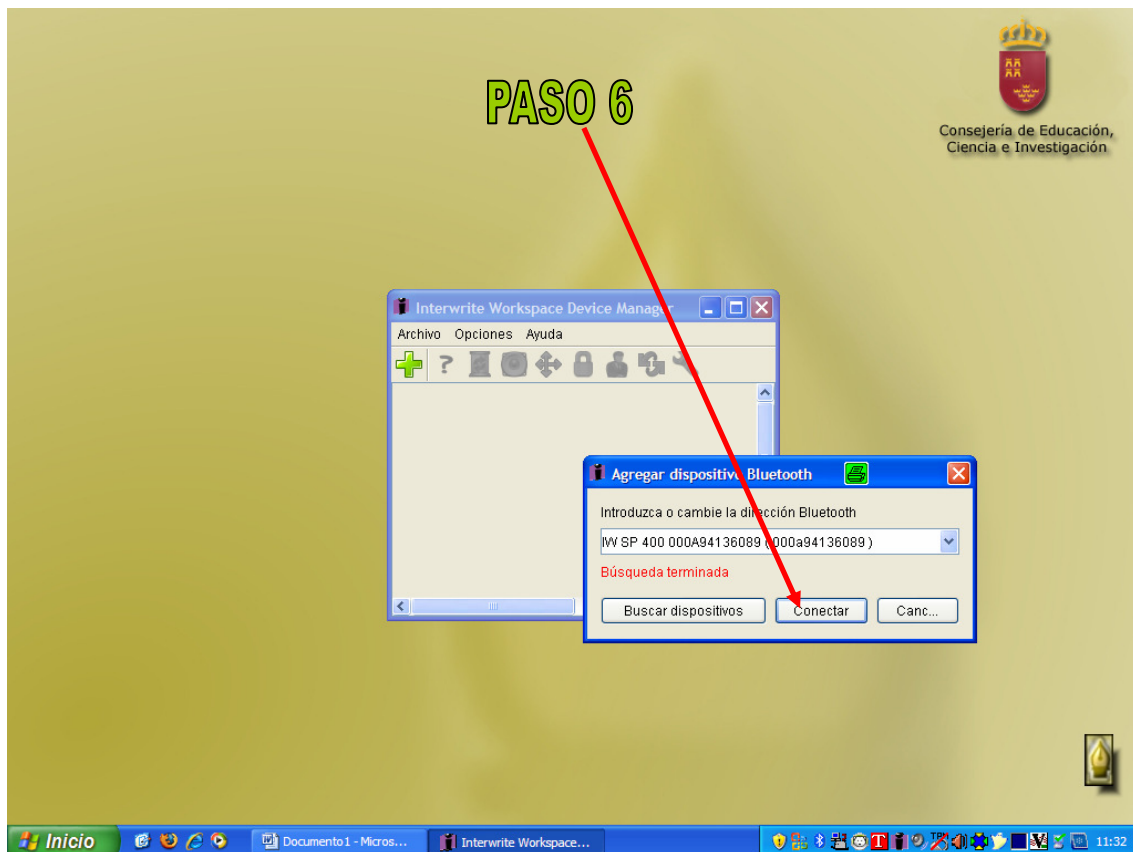 PASO 6
Consejería de Educación,
Ciencia e Investigación
Interwrite Workspace Device Manager
Archivo Opciones Ayuda
?
Agregar dispositivo Bluetooth
Introduzca o cambie la dirección Bluetooth
IW SP 400 000A94136089 ( 000a94136089 )
Búsqueda terminada
Buscar dispositivos Conectar Canc...
Inicio Documento1 - Micros... Interwrite Workspace... 11:32